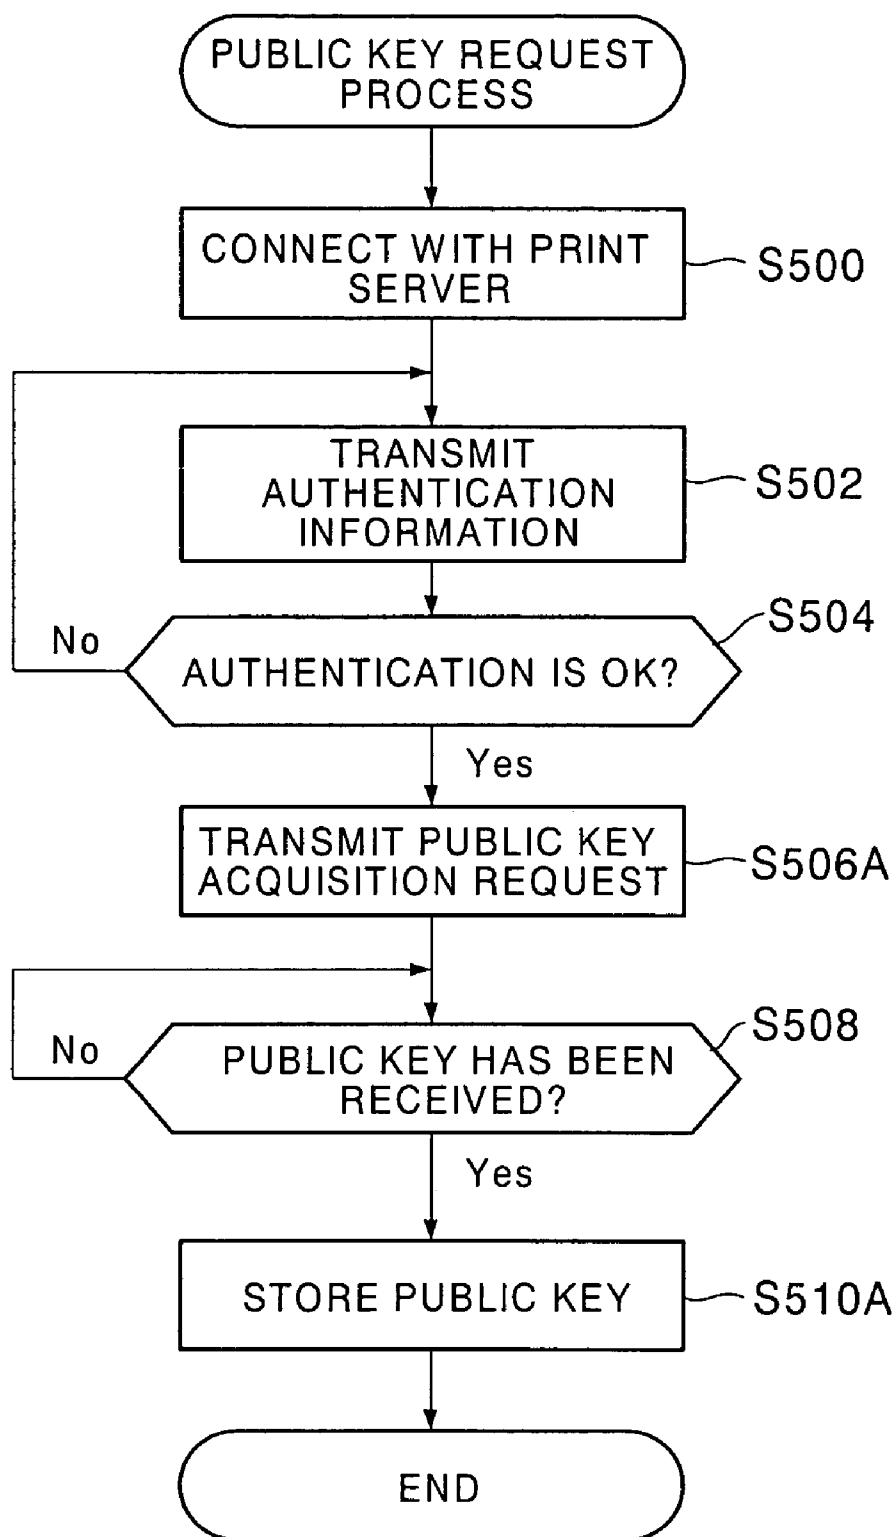 PUBLIC KEY REQUEST
PROCESS
CONNECT WITH PRINT
SERVER
S500
TRANSMIT
AUTHENTICATION
INFORMATION
S502
S504
No
AUTHENTICATION IS OK?
Yes
TRANSMIT PUBLIC KEY
ACQUISITION REQUEST
S506A
S508
No
PUBLIC KEY HAS BEEN
RECEIVED?
Yes
STORE PUBLIC KEY
S510A
END